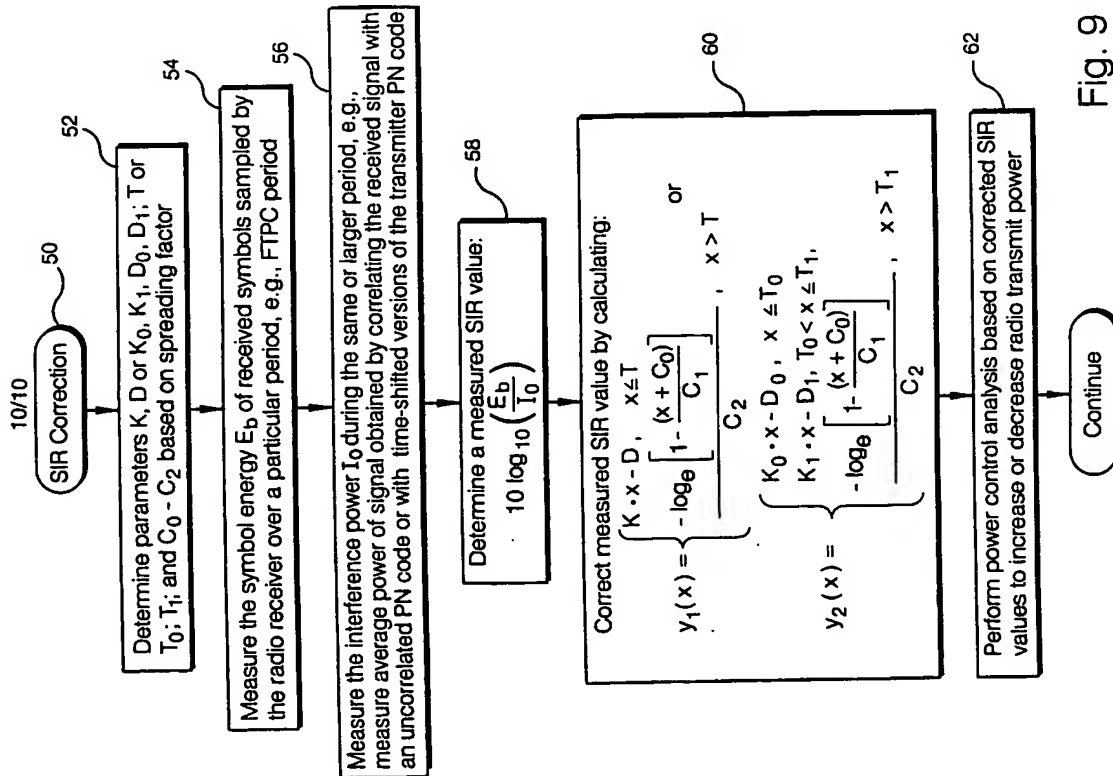 10/10
SIR Correction
50
Determine parameters K, D or K₀, K₁, D₀, D₁; T or
T₀; T₁; and C₀ - C₂ based on spreading factor
52
Measure the symbol energy E_b of received symbols sampled by
the radio receiver over a particular period, e.g., FTPC period
54
Measure the interference power I₀ during the same or larger period, e.g.,
measure average power of signal obtained by correlating the received signal with
an uncorrelated PN code or with time-shifted versions of the transmitter PN code
56
Determine a measured SIR value:
10 log₁₀ (E_b / I₀)
58
Correct measured SIR value by calculating:
y₁(x) = { K • x - D, x ≤ T
-logₑ [1 - (x + C₀) / C₁] / C₂ , x > T or
y₂(x) = { K₀ • x - D₀, x ≤ T₀
K₁ • x - D₁, T₀ < x ≤ T₁,
-logₑ [1 - (x + C₀) / C₁] / C₂ , x > T₁
60
Perform power control analysis based on corrected SIR
values to increase or decrease radio transmit power
62
Continue
Fig. 9